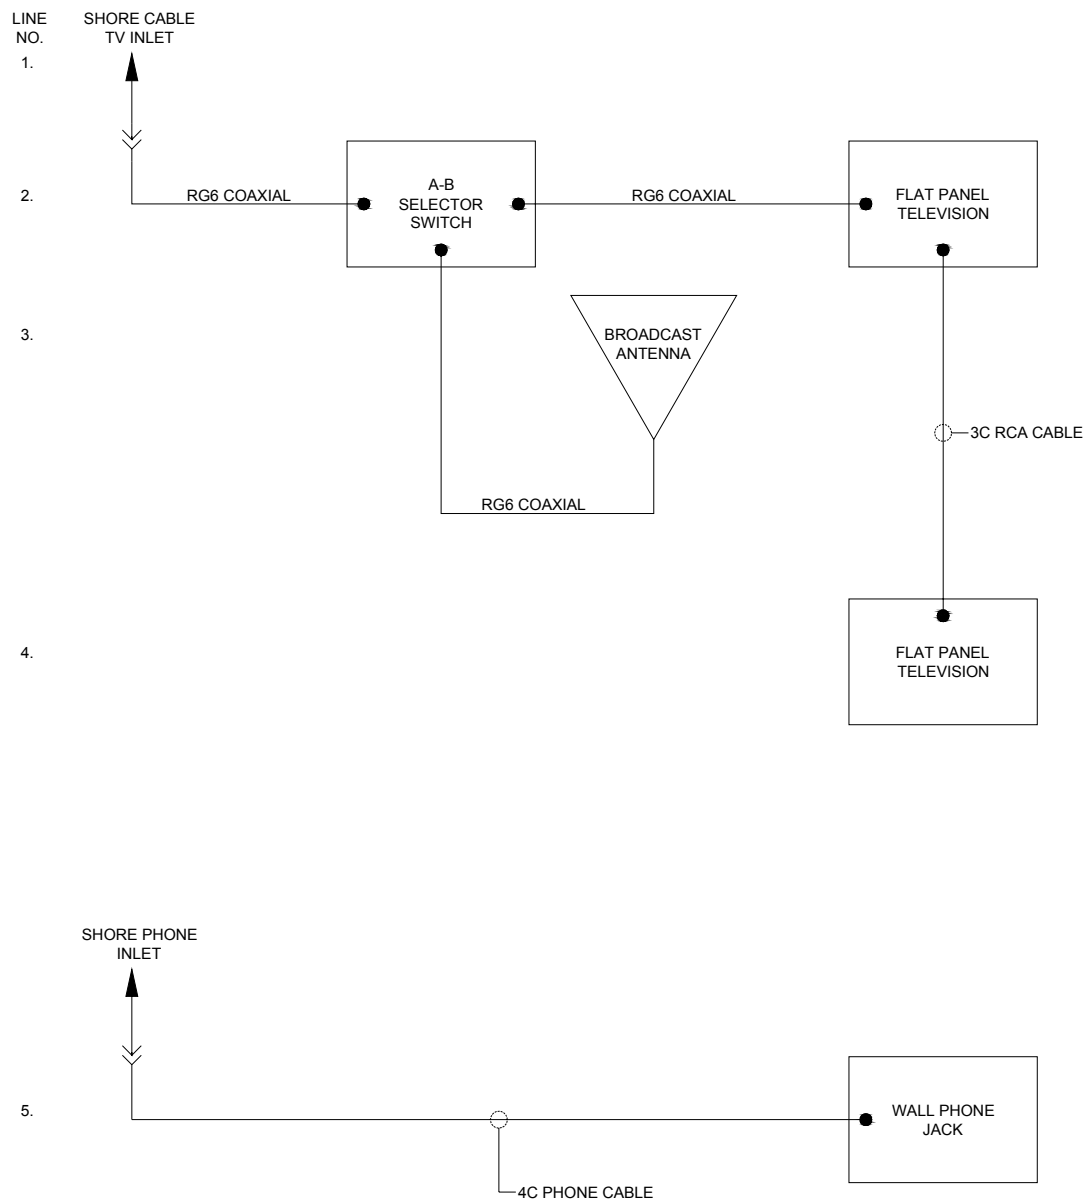 LINE
NO.
SHORE CABLE
TV INLET
1.
2.
RG6 COAXIAL
A-B
SELECTOR
SWITCH
RG6 COAXIAL
FLAT PANEL
TELEVISION
3.
BROADCAST
ANTENNA
3C RCA CABLE
RG6 COAXIAL
4.
FLAT PANEL
TELEVISION
SHORE PHONE
INLET
5.
WALL PHONE
JACK
4C PHONE CABLE